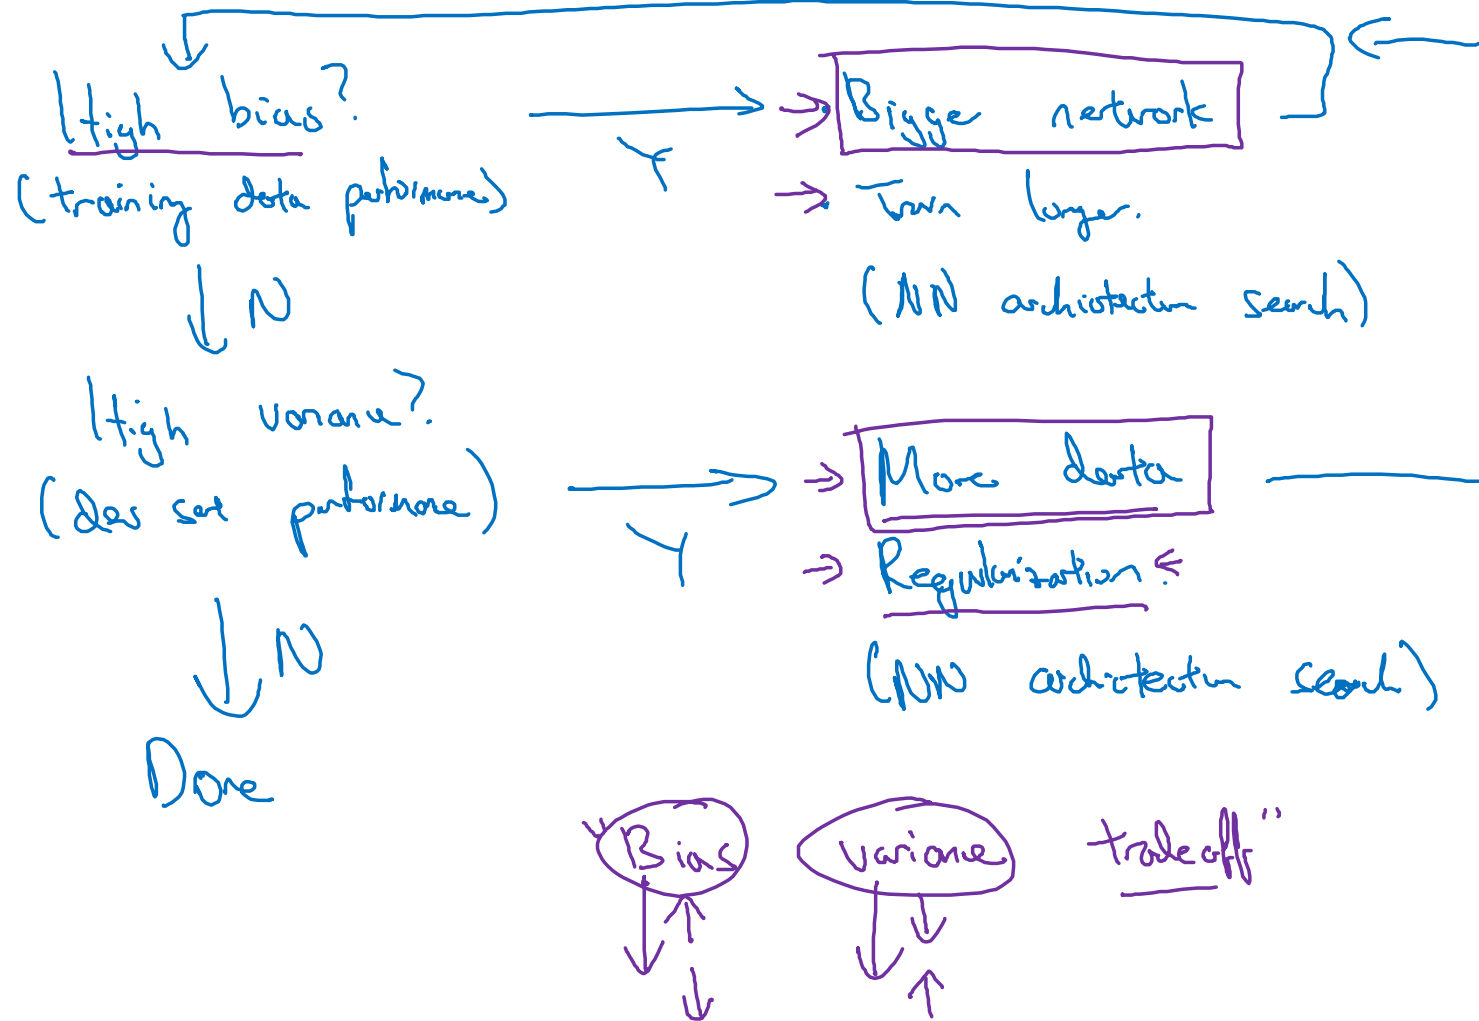 High bias?
(training data performance)
Y
Bigger network
Train longer.
(NN architecture search)
N
High variance?
(dev set performance)
Y
More data
Regularization.
(NN architecture search)
N
Done
"Bias variance tradeoff"